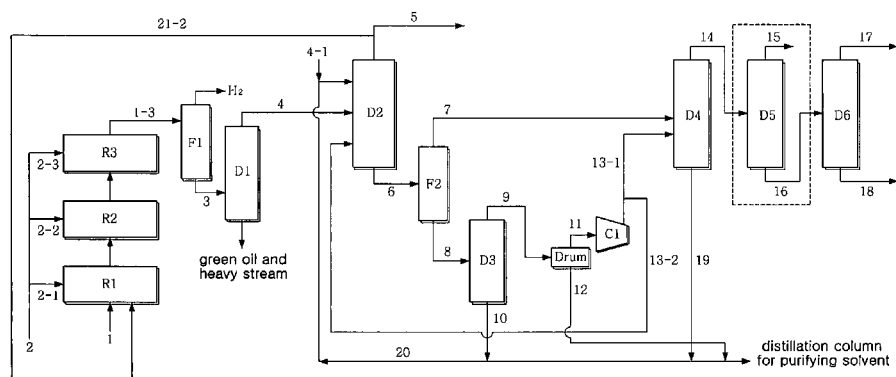 21-2
5
4-1
14
15
17
H₂
1-3
4
D2
7
D4
D5
D6
F1
2-3
R3
D1
13-1
3
6
F2
16
18
9
2-2
R2
11
C1
8
D3
Drum
13-2
19
green oil and
heavy stream
2-1
R1
12
10
2
1
20
distillation column
for purifying solvent